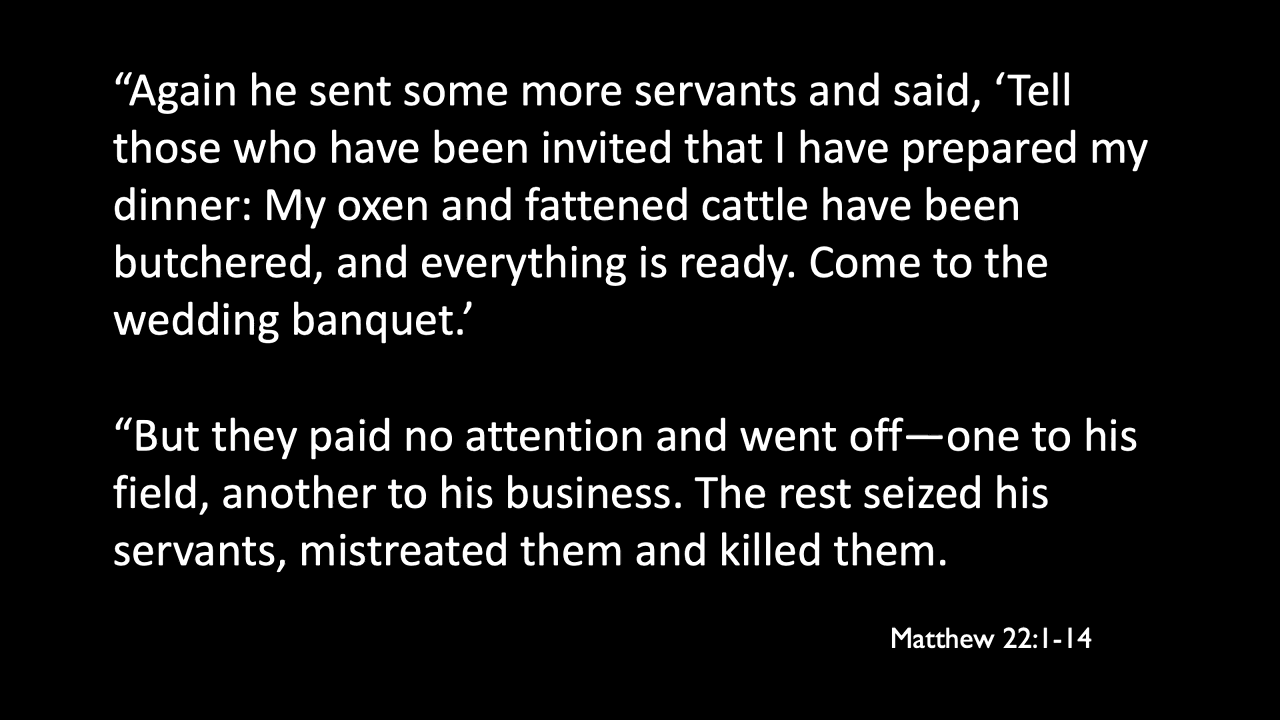 “Again he sent some more servants and said, ‘Tell
those who have been invited that I have prepared my
dinner: My oxen and fattened cattle have been
butchered, and everything is ready. Come to the
wedding banquet.’
“But they paid no attention and went off—one to his
field, another to his business. The rest seized his
servants, mistreated them and killed them.
Matthew 22:1-14